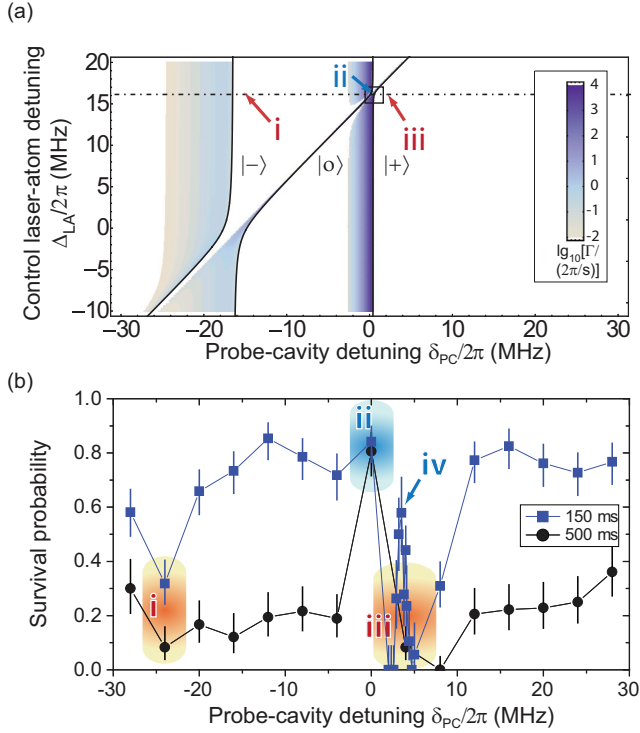 (a)
Control laser-atom detuning
Δ_LA/2π (MHz)
20
15
10
5
0
−5
−10
ii
i
iii
|−⟩
|o⟩
|+⟩
4
3
2
1
0
-1
-2
lg₁₀[Γ/
(2π/s)]
-30
-20
-10
0
10
20
30
Probe-cavity detuning δ_PC/2π (MHz)
(b)
Survival probability
1.0
0.8
0.6
0.4
0.2
0.0
ii
iv
i
iii
150 ms
500 ms
-30
-20
-10
0
10
20
30
Probe-cavity detuning δ_PC/2π (MHz)